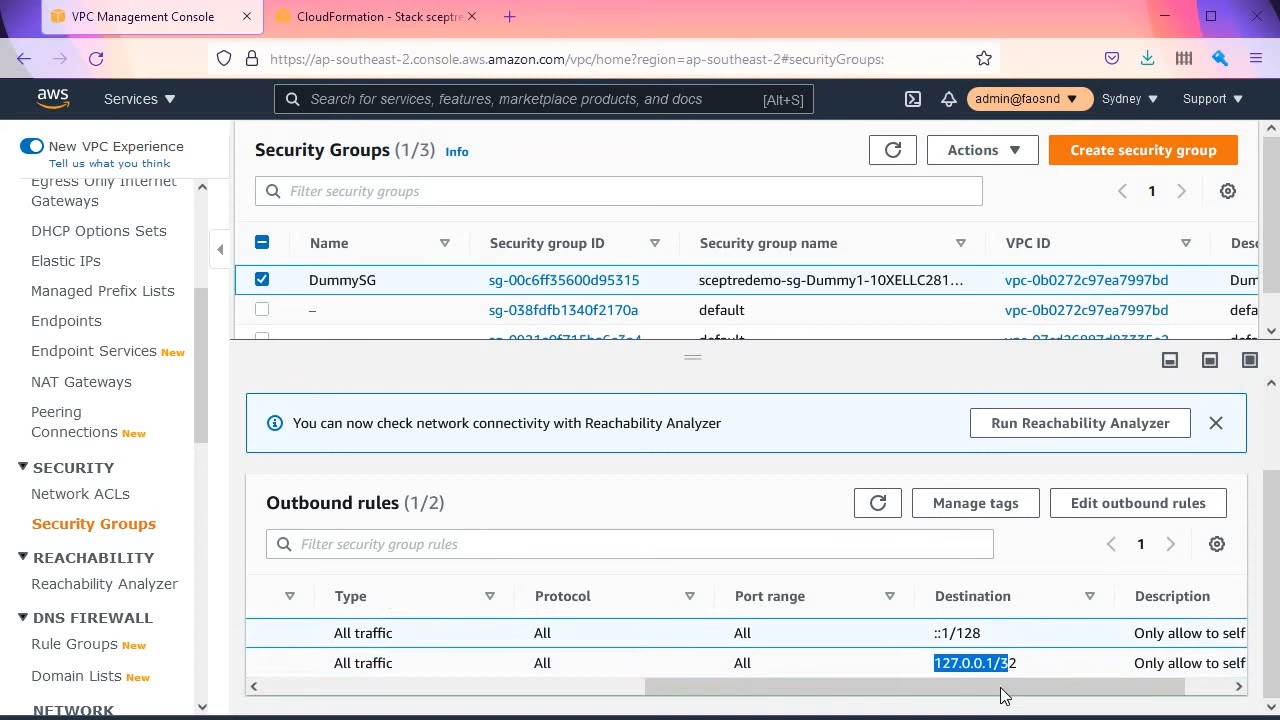 VPC Management Console
CloudFormation - Stack sceptre
https://ap-southeast-2.console.aws.amazon.com/vpc/home?region=ap-southeast-2#securityGroups:
aws
Services
Search for services, features, marketplace products, and docs
[Alt+S]
admin@faosnd
Sydney
Support
New VPC Experience
Tell us what you think
Egress Only Internet
Gateways
DHCP Options Sets
Elastic IPs
Managed Prefix Lists
Endpoints
Endpoint Services New
NAT Gateways
Peering
Connections New
SECURITY
Network ACLs
Security Groups
REACHABILITY
Reachability Analyzer
DNS FIREWALL
Rule Groups New
Domain Lists New
NETWORK
Security Groups (1/3) Info
Actions
Create security group
Filter security groups
1
Name Security group ID Security group name VPC ID Desc
DummySG sg-00c6ff35600d95315 sceptredemo-sg-Dummy1-10XELLC281... vpc-0b0272c97ea7997bd Dum
– sg-038fdfb1340f2170a default vpc-0b0272c97ea7997bd defa
You can now check network connectivity with Reachability Analyzer
Run Reachability Analyzer
Outbound rules (1/2)
Manage tags
Edit outbound rules
Filter security group rules
1
Type Protocol Port range Destination Description
All traffic All All ::1/128 Only allow to self
All traffic All All 127.0.0.1/32 Only allow to self